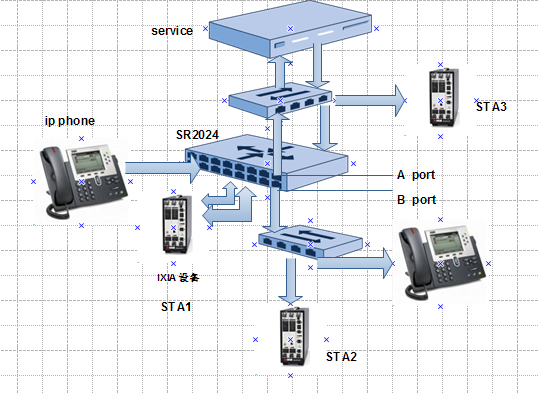 service
STA3
ip phone
SR2024
A port
B port
IXIA 设备
STA1
STA2